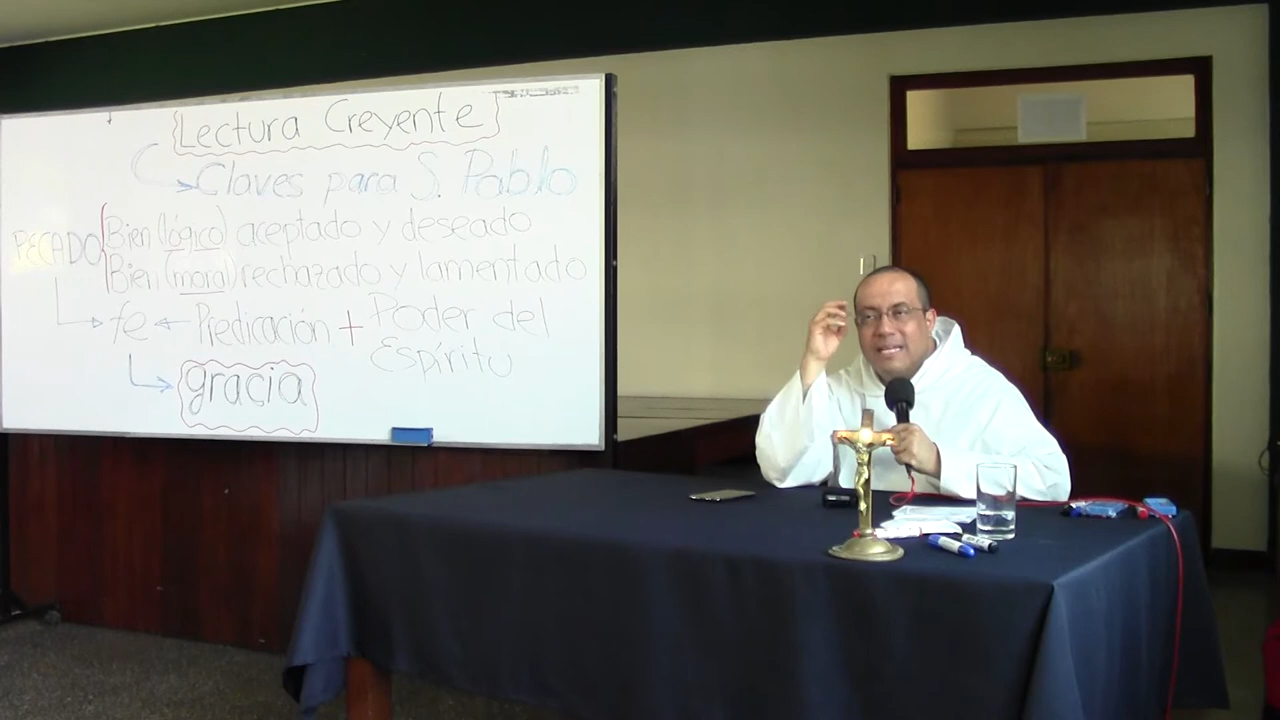 Lectura Creyente
Claves para S. Pablo
PECADO
Bien (lógico) aceptado y deseado
Bien (moral) rechazado y lamentado
fe Predicación + Poder del
Espíritu
gracia